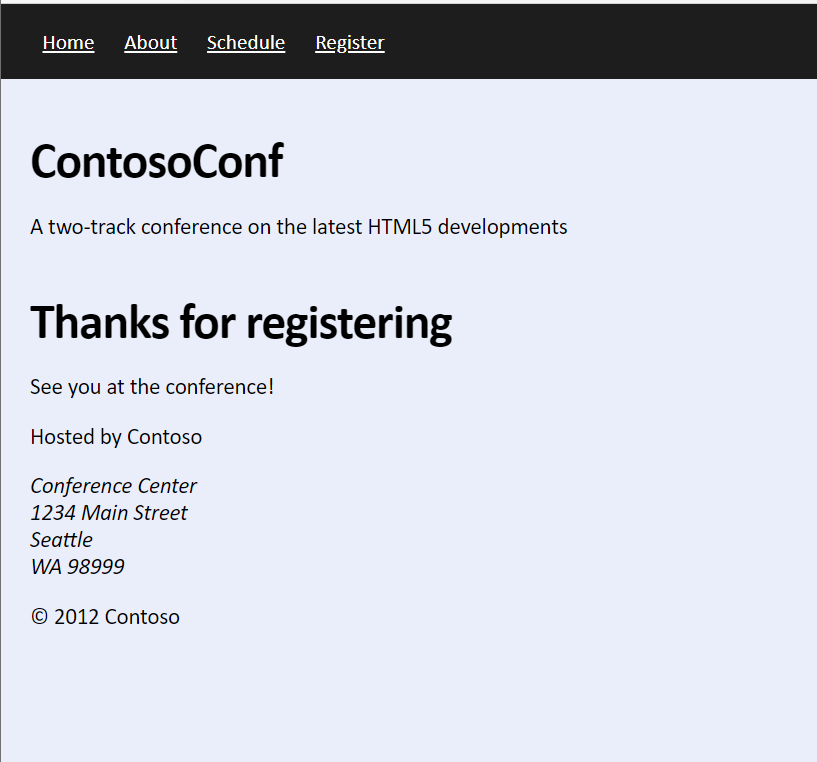 Home About Schedule Register
ContosoConf
A two-track conference on the latest HTML5 developments
Thanks for registering
See you at the conference!
Hosted by Contoso
Conference Center
1234 Main Street
Seattle
WA 98999
© 2012 Contoso